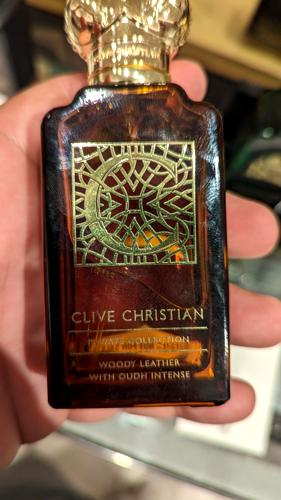 CLIVE CHRISTIAN
PRIVATE COLLECTION
WOODY LEATHER
WITH OUDH INTENSE